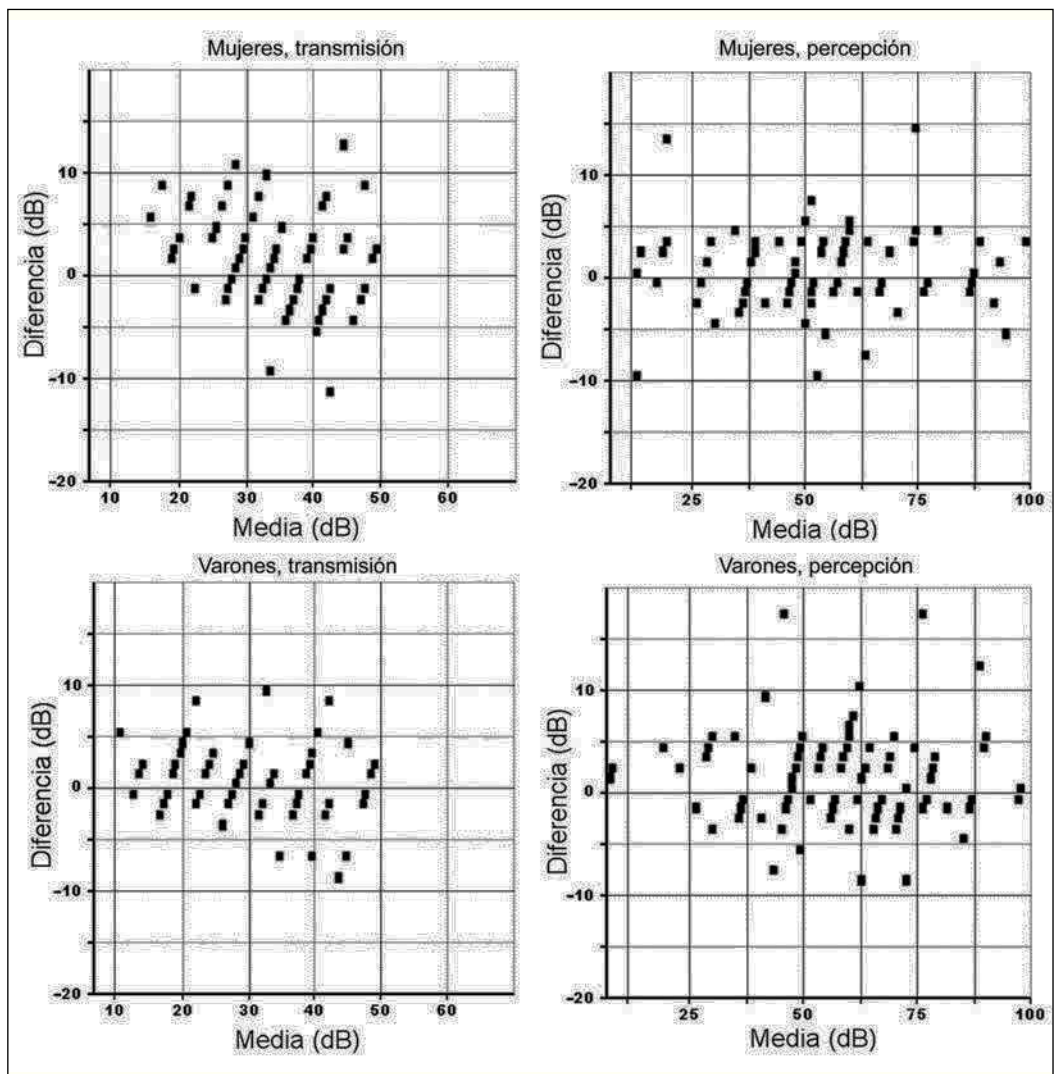 Mujeres, transmisión
Diferencia (dB)
10
0
−10
−20
10 20 30 40 50 60
Media (dB)
Mujeres, percepción
Diferencia (dB)
10
0
−10
−20
25 50 75 100
Media (dB)
Varones, transmisión
Diferencia (dB)
10
0
−10
−20
10 20 30 40 50 60
Media (dB)
Varones, percepción
Diferencia (dB)
10
0
−10
−20
25 50 75 100
Media (dB)